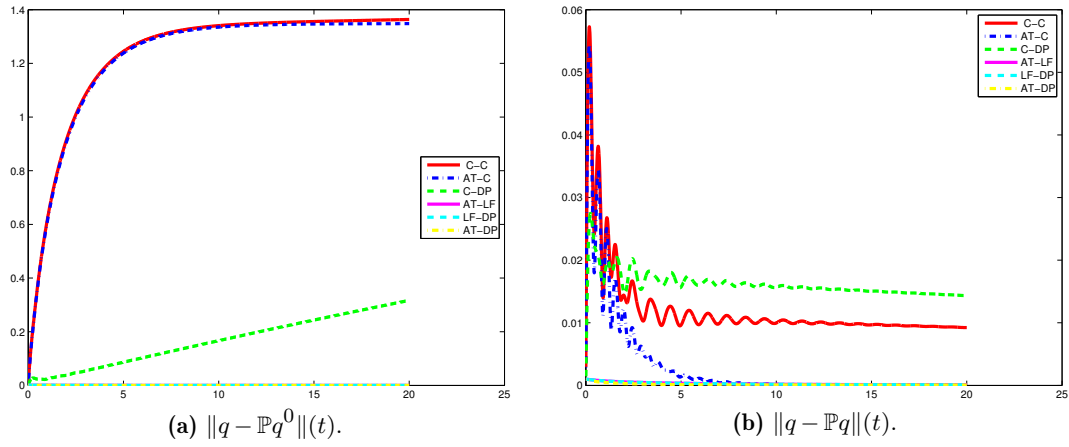 1.4
1.2
1
0.8
0.6
0.4
0.2
0
0
5
10
15
20
25
C−C
AT−C
C−DP
AT−LF
LF−DP
AT−DP
(a) ‖q − ℙq⁰‖(t).
0.06
0.05
0.04
0.03
0.02
0.01
0
0
5
10
15
20
25
C−C
AT−C
C−DP
AT−LF
LF−DP
AT−DP
(b) ‖q − ℙq‖(t).